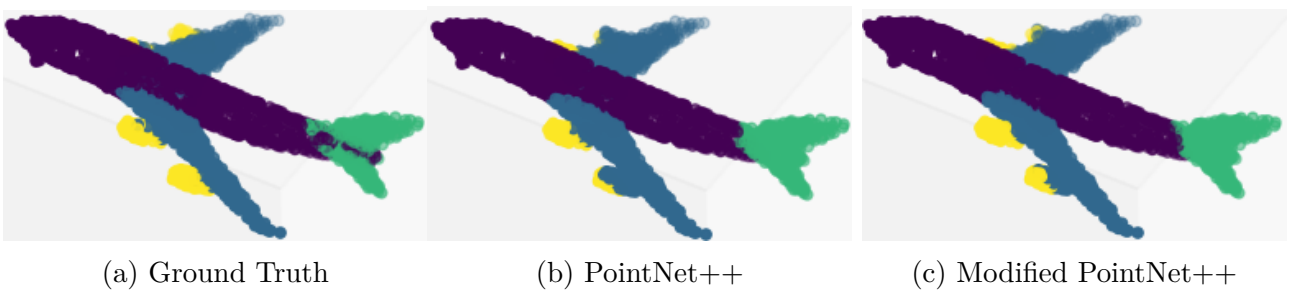 (a) Ground Truth
(b) PointNet++
(c) Modified PointNet++